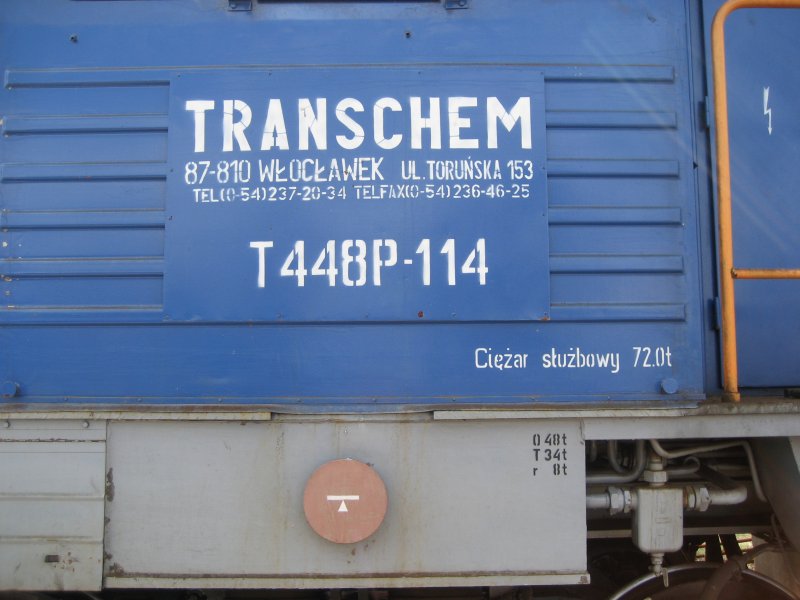 TRANSCHEM
87-810 WŁOCŁAWEK UL.TORUŃSKA 153
TEL(0-54)237-20-34 TELFAX(0-54)236-46-25
T448P-114
Ciężar służbowy 72.0t
O 48t
T 34t
r 8t